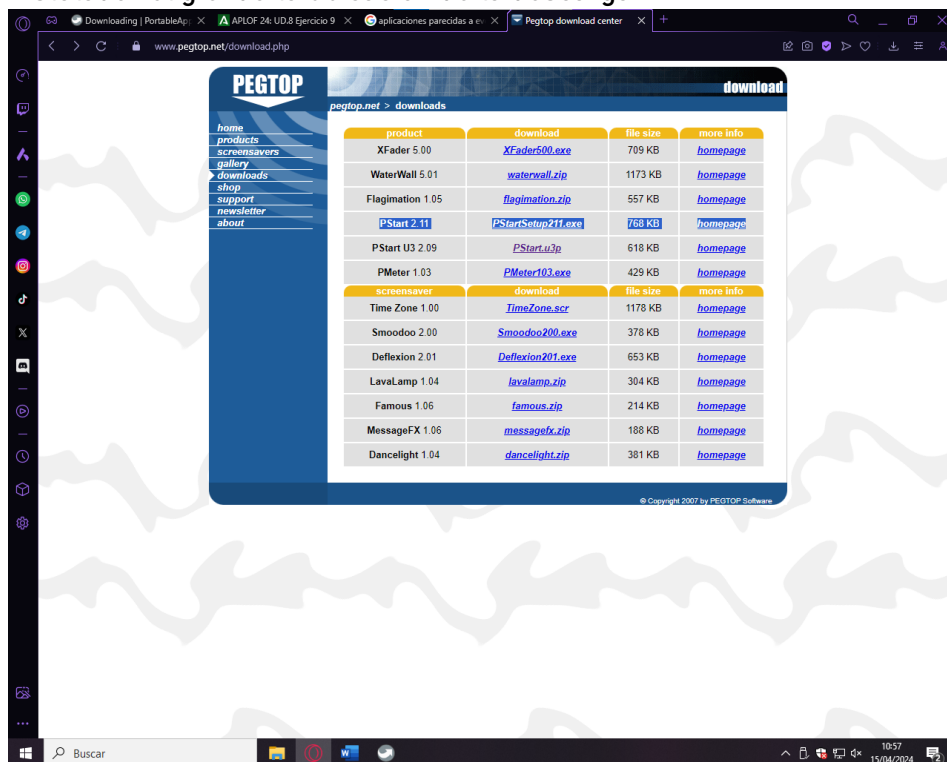 Downloading | PortableAp
APLOF 24: UD.8 Ejercicio 9
aplicaciones parecidas a ev
Pegtop download center
www.pegtop.net/download.php
PEGTOP
download
pegtop.net > downloads
home
products
screensavers
gallery
downloads
shop
support
newsletter
about
product download file size more info
XFader 5.00 XFader500.exe 709 KB homepage
WaterWall 5.01 waterwall.zip 1173 KB homepage
Flagimation 1.05 flagimation.zip 557 KB homepage
PStart 2.11 PStartSetup211.exe 768 KB homepage
PStart U3 2.09 PStart.u3p 618 KB homepage
PMeter 1.03 PMeter103.exe 429 KB homepage
screensaver download file size more info
Time Zone 1.00 TimeZone.scr 1178 KB homepage
Smoodoo 2.00 Smoodoo200.exe 378 KB homepage
Deflexion 2.01 Deflexion201.exe 653 KB homepage
LavaLamp 1.04 lavalamp.zip 304 KB homepage
Famous 1.06 famous.zip 214 KB homepage
MessageFX 1.06 messagefx.zip 188 KB homepage
Dancelight 1.04 dancelight.zip 381 KB homepage
© Copyright 2007 by PEGTOP Software
Buscar
10:57
15/04/2024